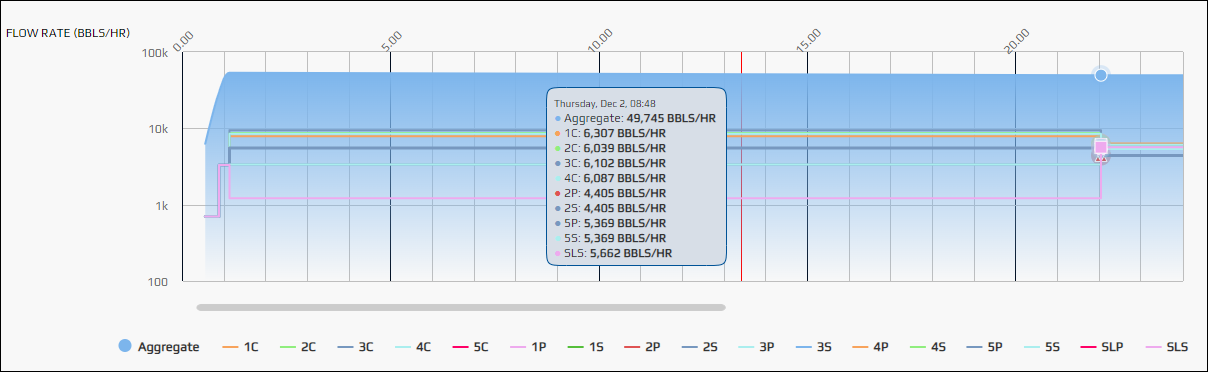 FLOW RATE (BBLS/HR)
0.00 5.00 10.00 15.00 20.00
100k
10k
1k
100
Thursday, Dec 2, 08:48
Aggregate: 49,745 BBLS/HR
1C: 6,307 BBLS/HR
2C: 6,039 BBLS/HR
3C: 6,102 BBLS/HR
4C: 6,087 BBLS/HR
2P: 4,405 BBLS/HR
2S: 4,405 BBLS/HR
5P: 5,369 BBLS/HR
5S: 5,369 BBLS/HR
SLS: 5,662 BBLS/HR
Aggregate 1C 2C 3C 4C 5C 1P 1S 2P 2S 3P 3S 4P 4S 5P 5S SLP SLS